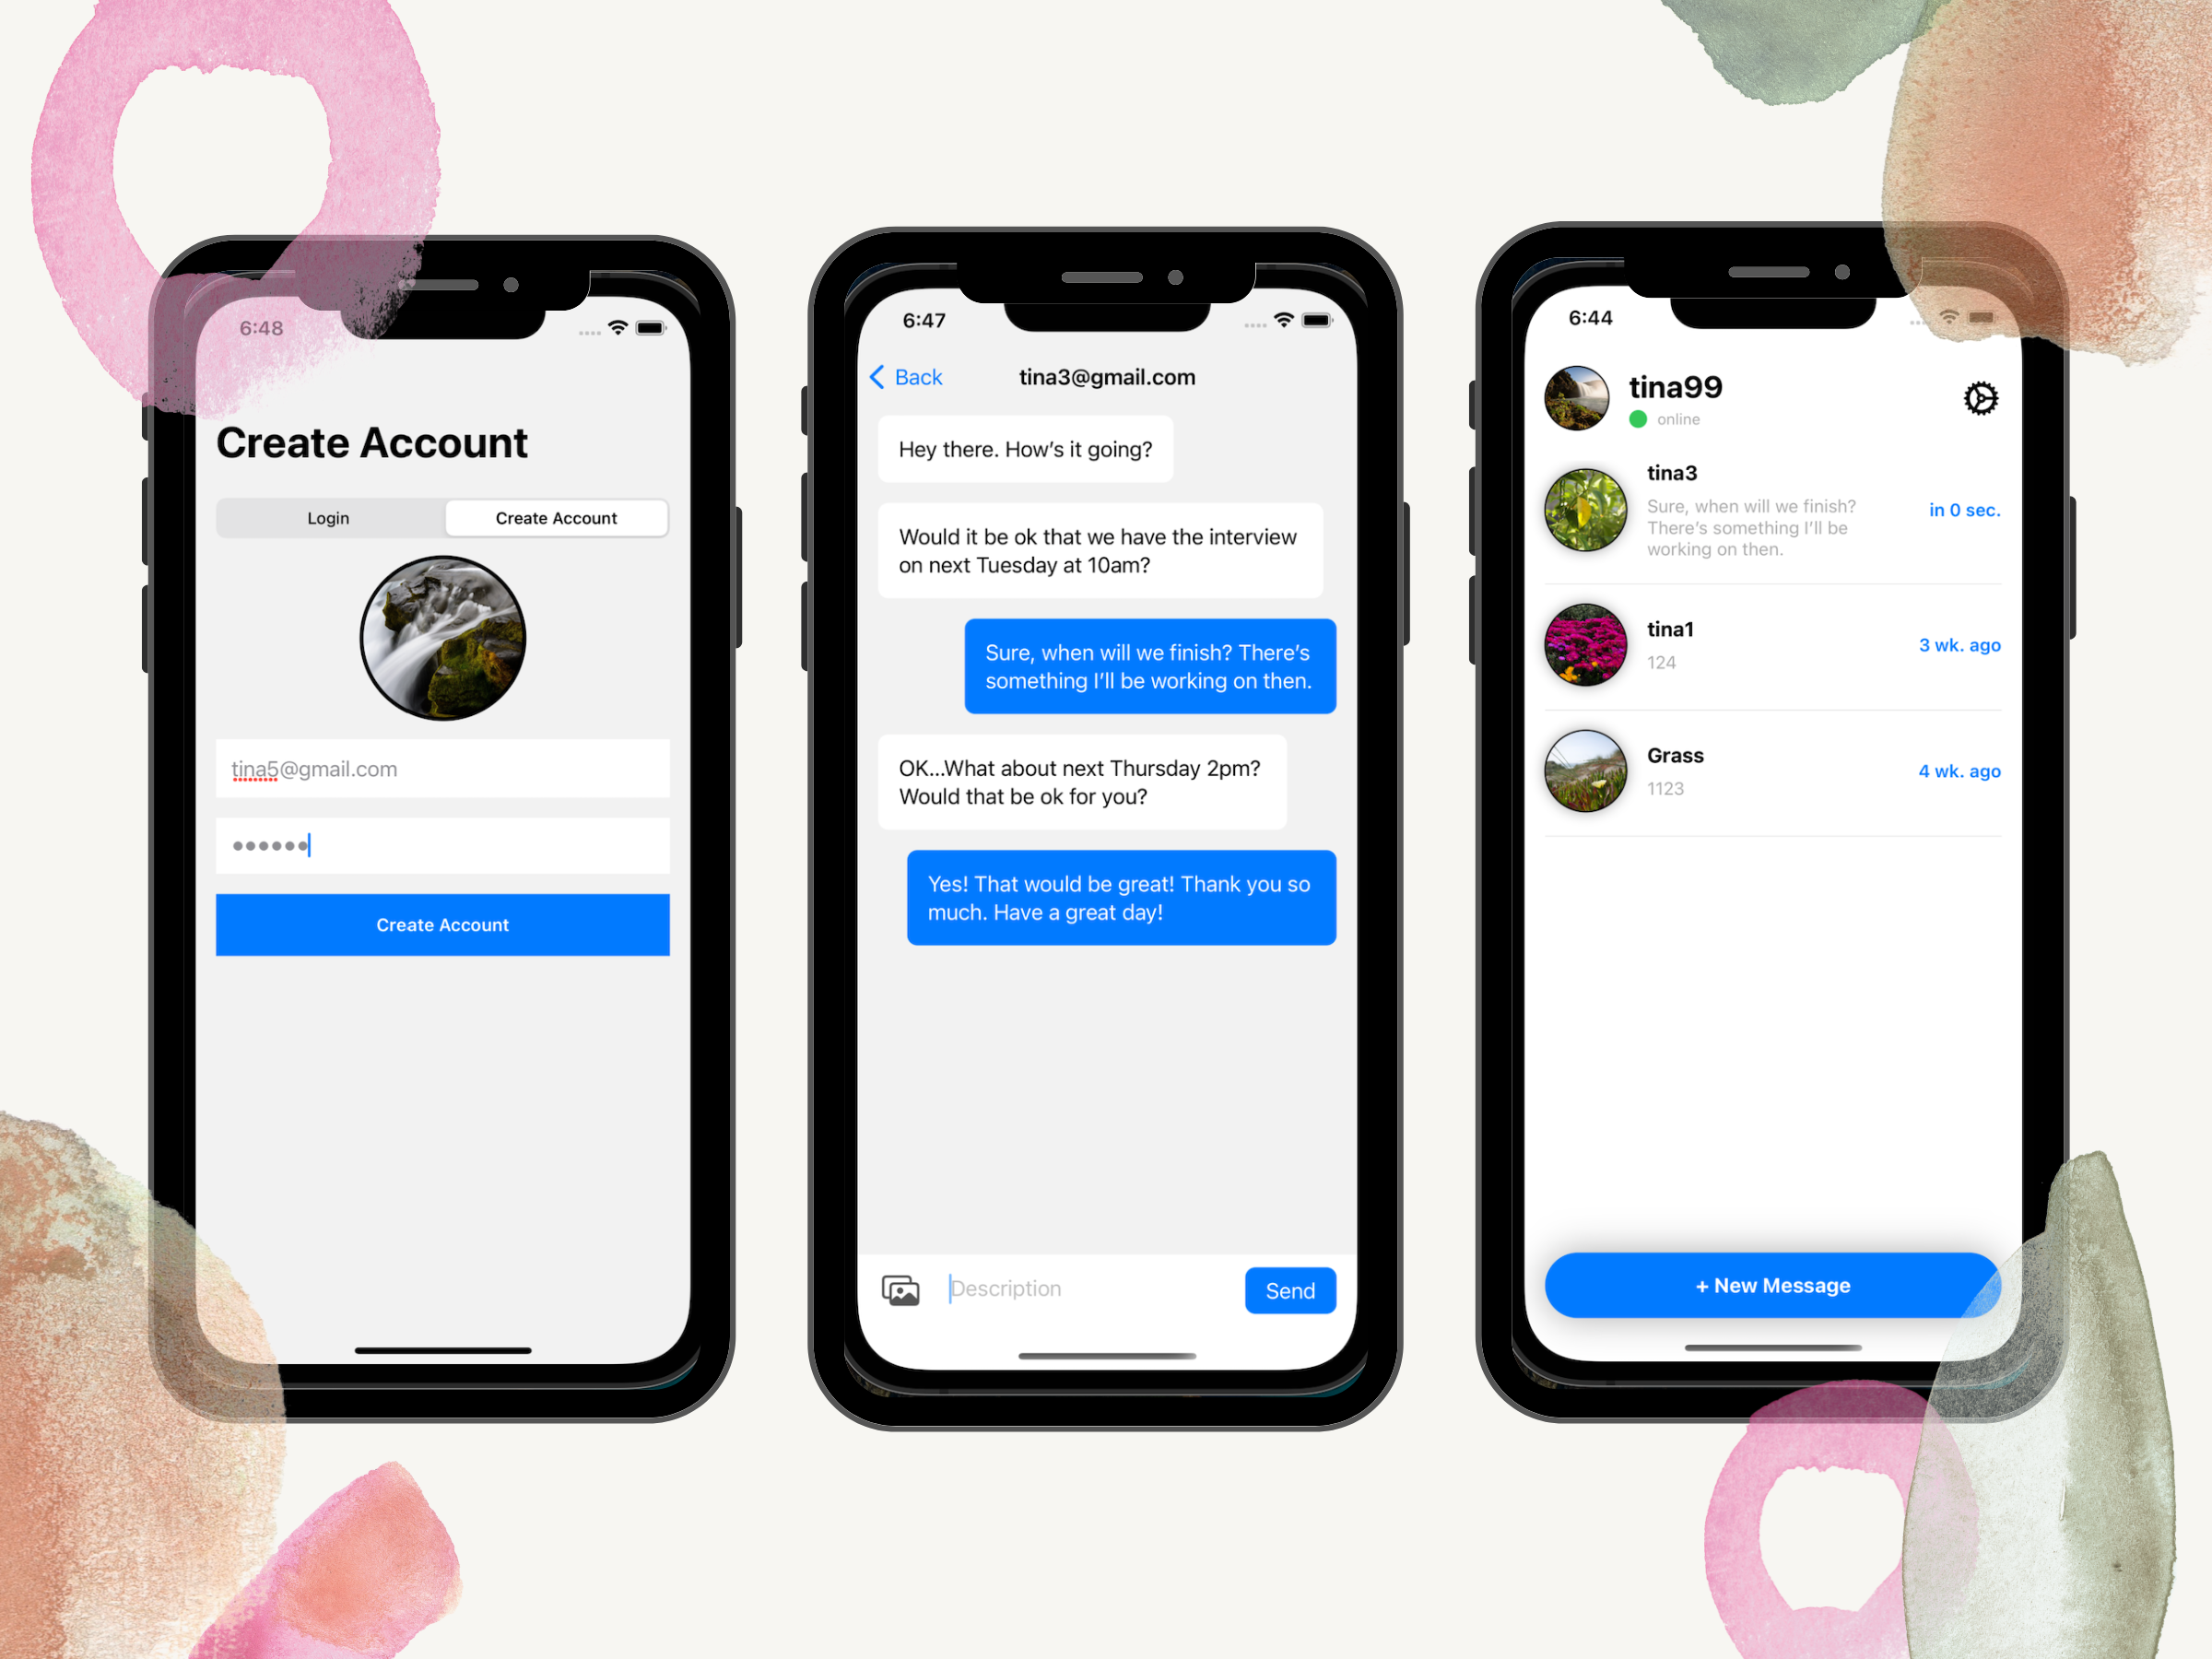 6:48
Create Account
Login
Create Account
tina5@gmail.com
Create Account
6:47
Back
tina3@gmail.com
Hey there. How’s it going?
Would it be ok that we have the interview
on next Tuesday at 10am?
Sure, when will we finish? There’s
something I’ll be working on then.
OK...What about next Thursday 2pm?
Would that be ok for you?
Yes! That would be great! Thank you so
much. Have a great day!
Description
Send
6:44
tina99
online
tina3
Sure, when will we finish?
There’s something I’ll be
working on then.
in 0 sec.
tina1
124
3 wk. ago
Grass
1123
4 wk. ago
+ New Message